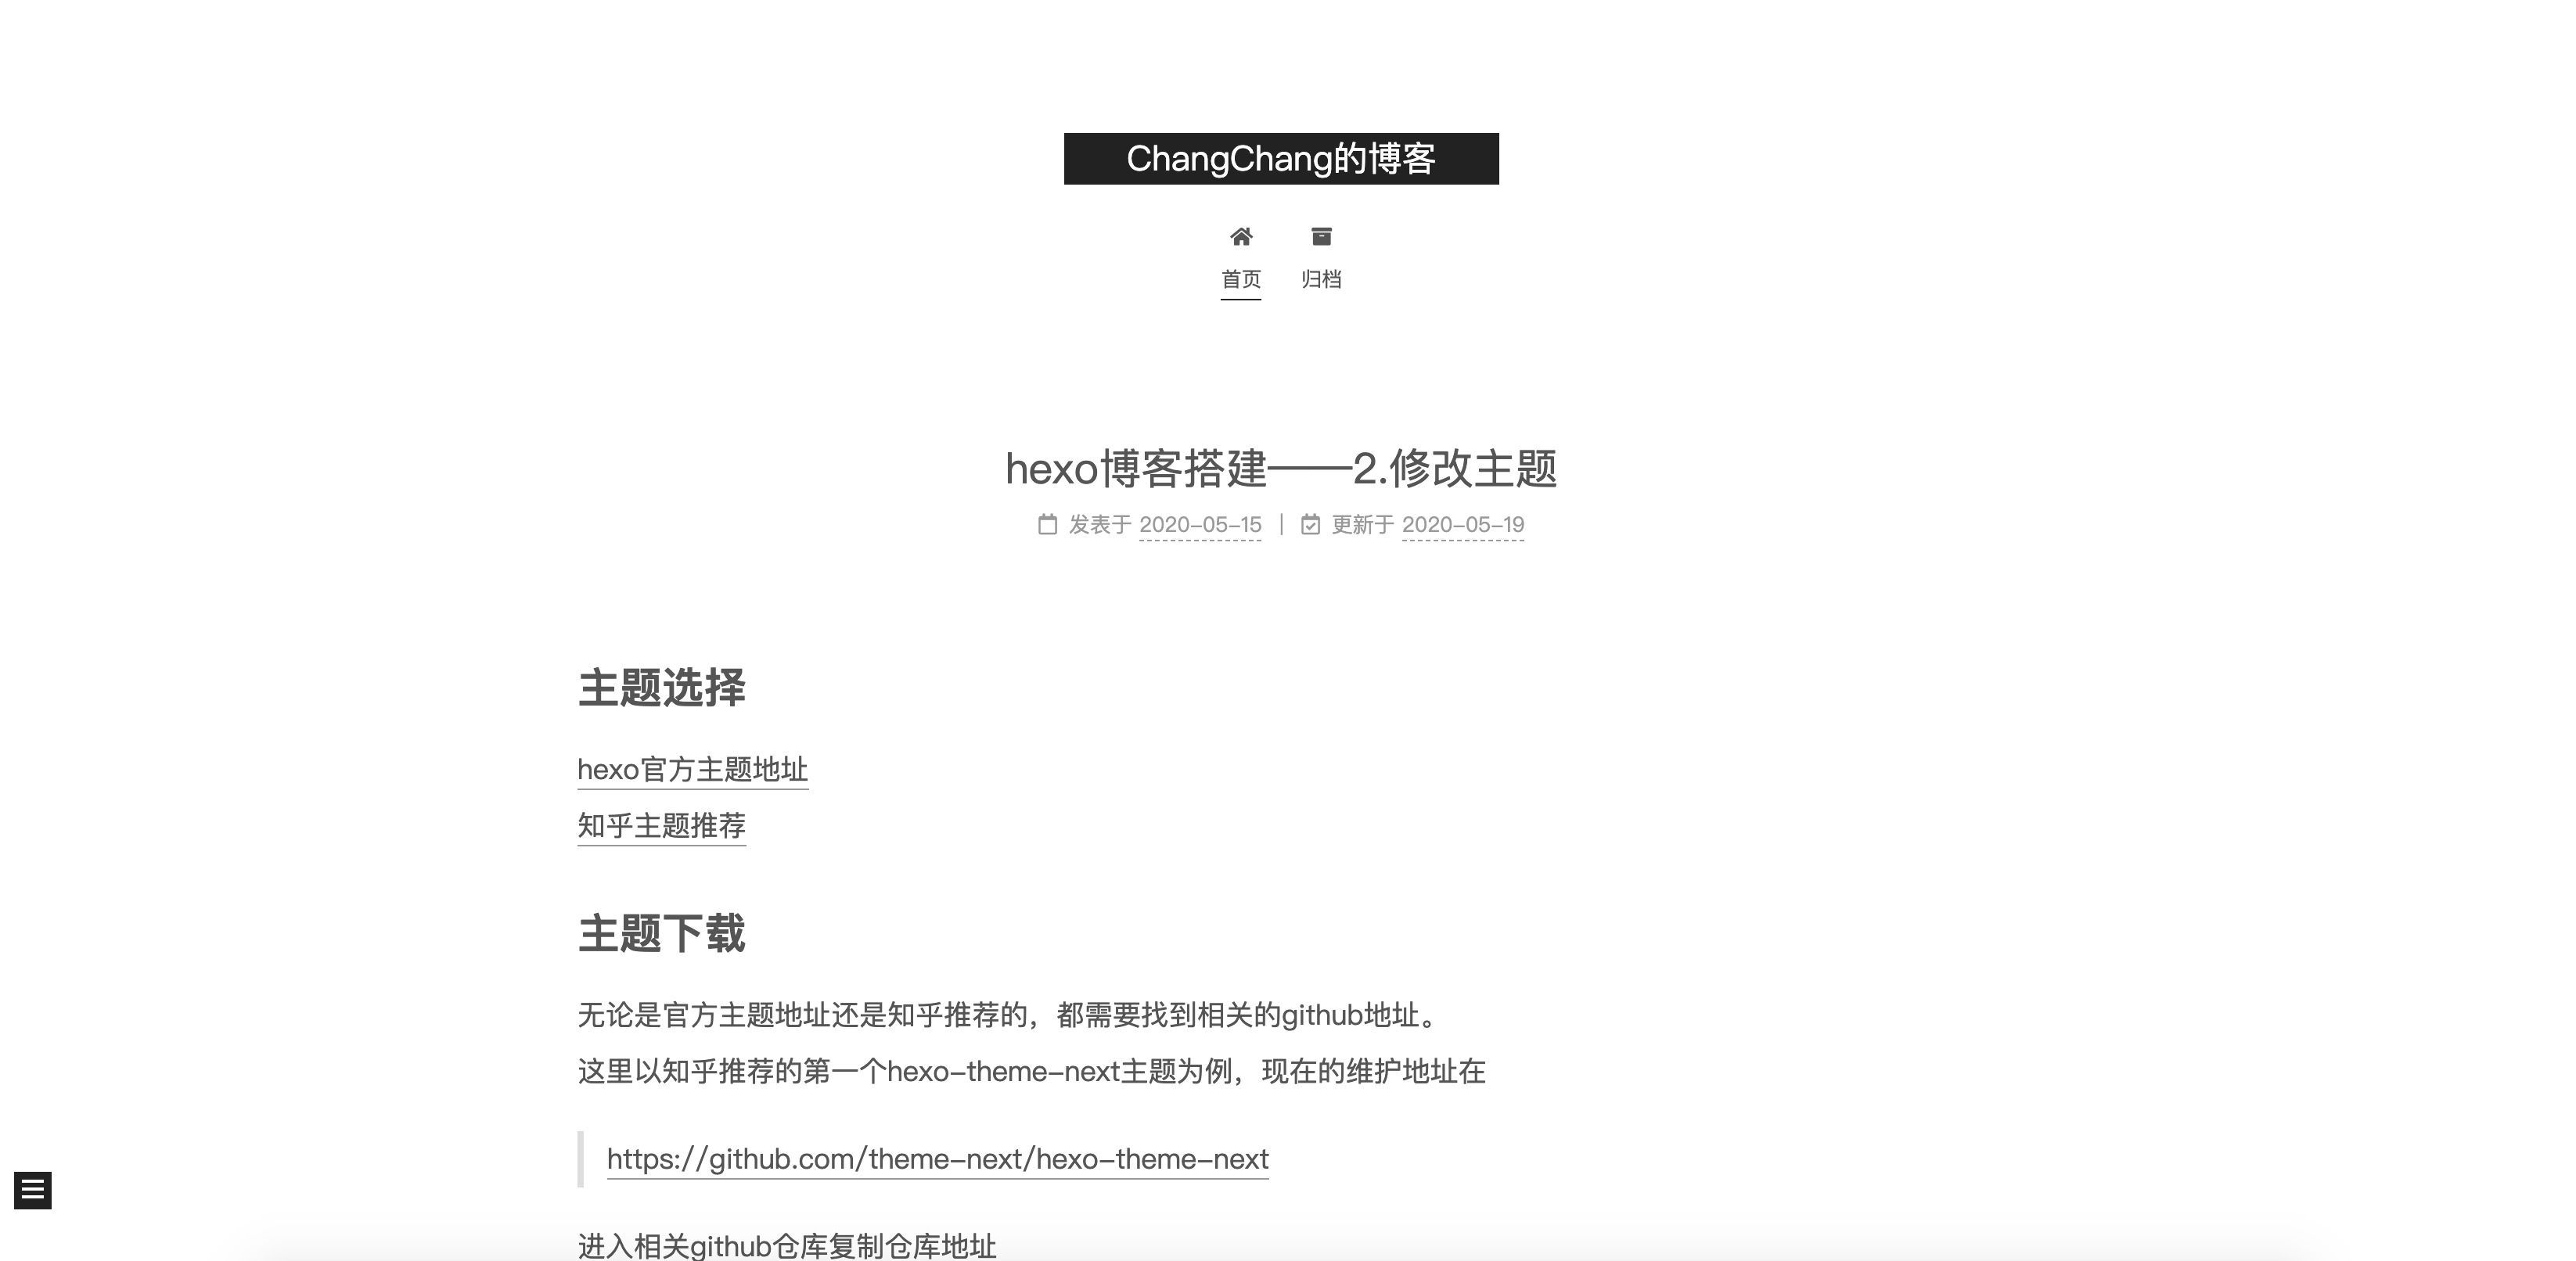 ChangChang的博客
首页 归档
hexo博客搭建——2.修改主题
发表于 2020-05-15 | 更新于 2020-05-19
主题选择
hexo官方主题地址
知乎主题推荐
主题下载
无论是官方主题地址还是知乎推荐的，都需要找到相关的github地址。
这里以知乎推荐的第一个hexo-theme-next主题为例，现在的维护地址在
https://github.com/theme-next/hexo-theme-next
进入相关github仓库复制仓库地址